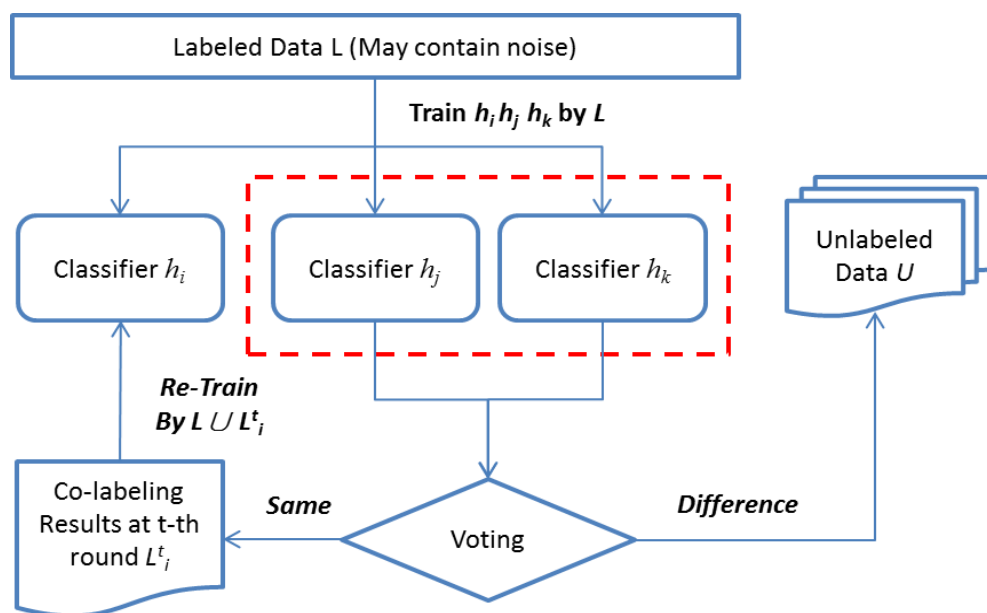 Labeled Data L (May contain noise)
Train hᵢ hⱼ hₖ by L
Classifier hᵢ
Classifier hⱼ
Classifier hₖ
Unlabeled
Data U
Re-Train
By L ∪ Lᵗᵢ
Co-labeling
Results at t-th
round Lᵗᵢ
Same
Voting
Difference